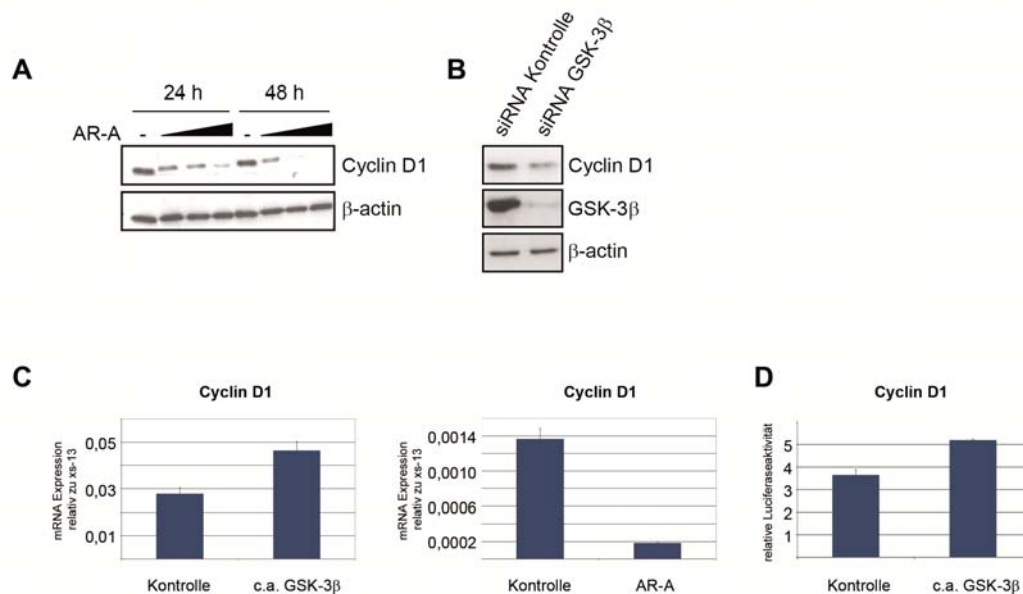 A
24 h
48 h
AR-A
-
-
Cyclin D1
β-actin
B
siRNA Kontrolle
siRNA GSK-3β
Cyclin D1
GSK-3β
β-actin
C
Cyclin D1
mRNA Expression
relativ zu xs-13
0,05
0,03
0,01
Kontrolle
c.a. GSK-3β
Cyclin D1
mRNA Expression
relativ zu xs-13
0,0014
0,0010
0,0006
0,0002
Kontrolle
AR-A
D
Cyclin D1
relative Luciferaseaktivität
5
4
3
2
1
Kontrolle
c.a. GSK-3β